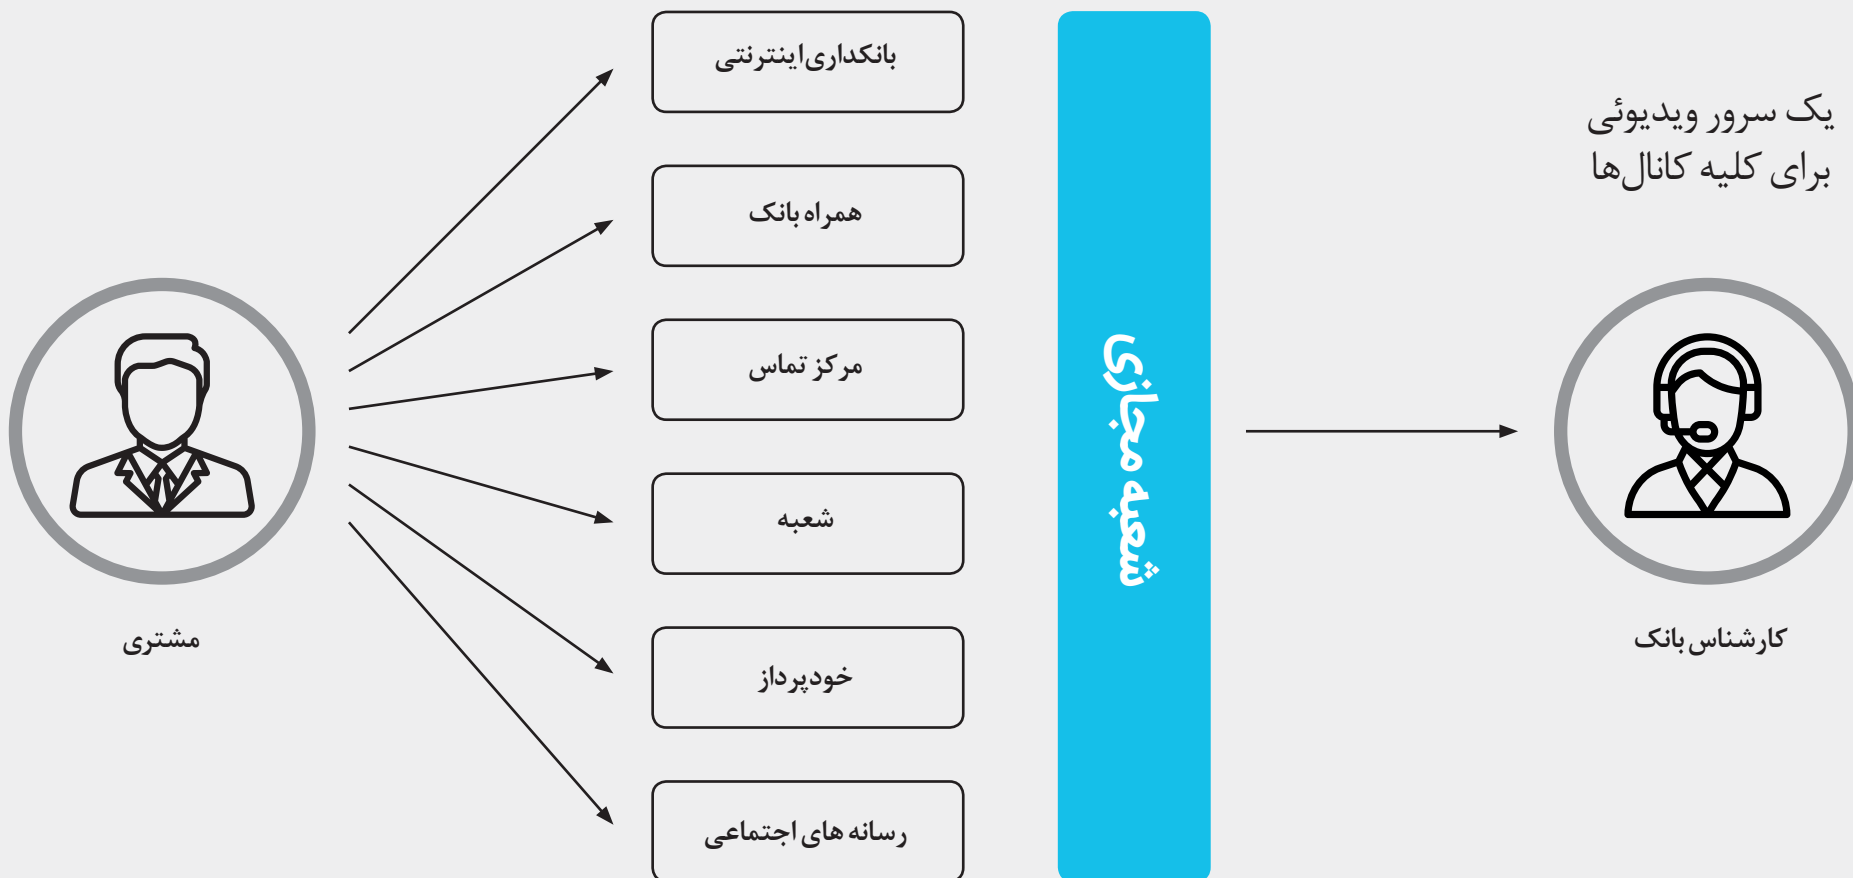 یک سرور ویدیوئی
برای کلیه کانال‌ها
بانکداری اینترنتی
همراه بانک
مرکز تماس
شعبه
خودپرداز
رسانه های اجتماعی
شعبه مجازی
مشتری
کارشناس بانک